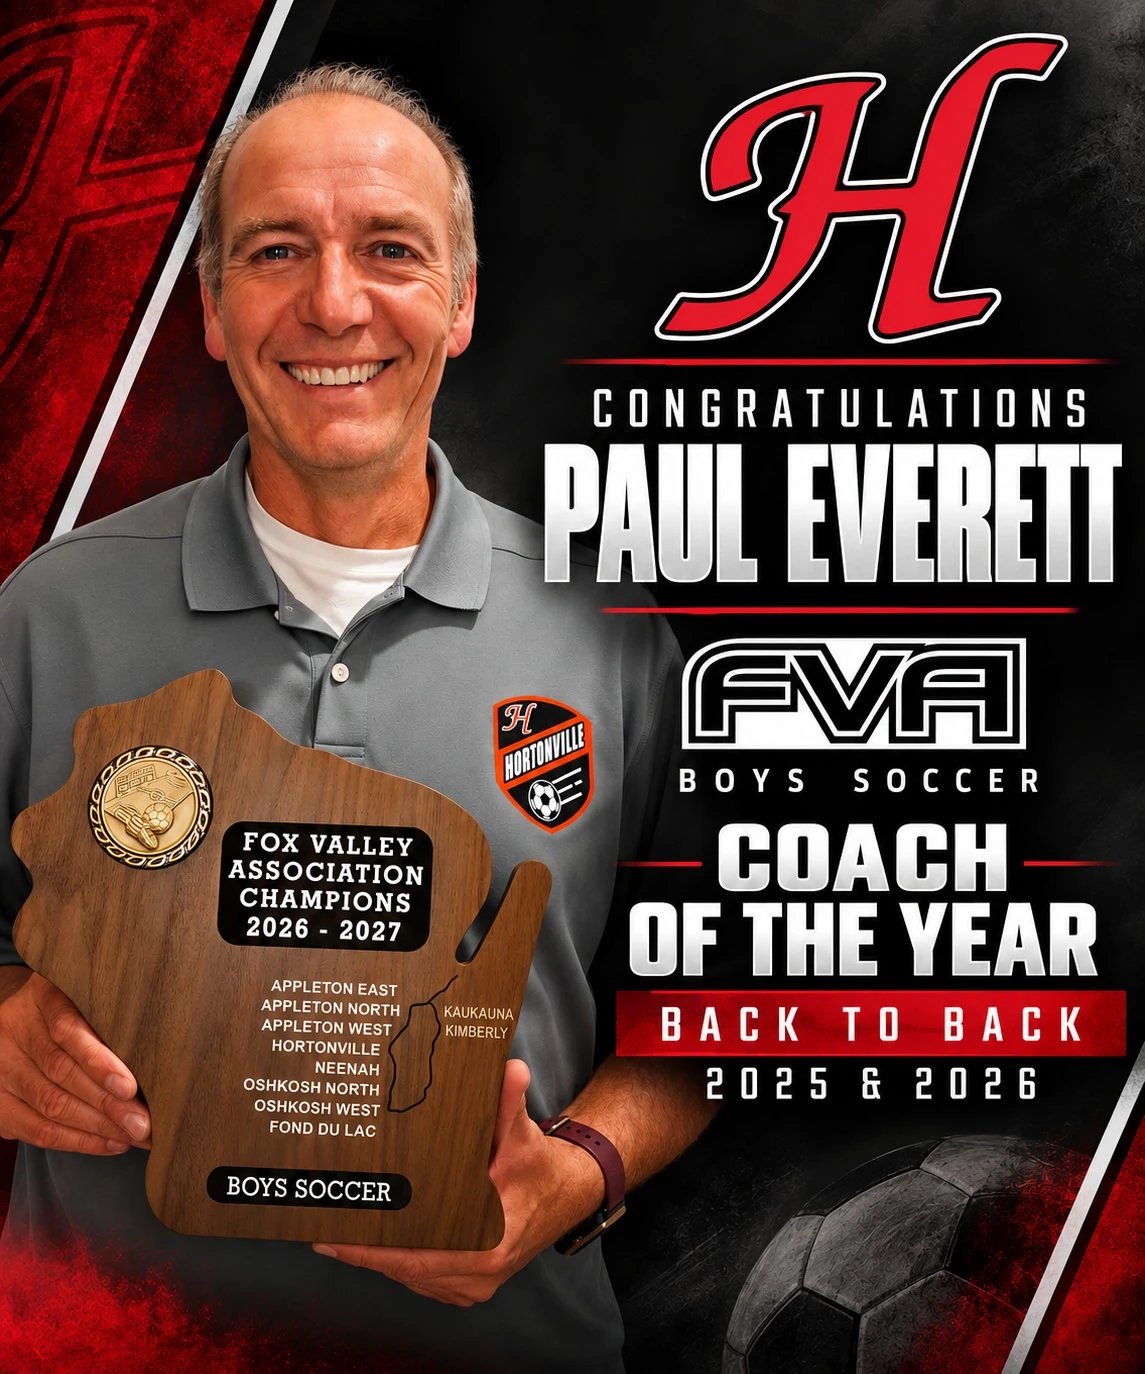 H
CONGRATULATIONS
PAUL EVERETT
FVA
BOYS SOCCER
COACH
OF THE YEAR
BACK TO BACK
2025 & 2026
H
HORTONVILLE
FOX VALLEY
ASSOCIATION
CHAMPIONS
2026 - 2027
APPLETON EAST
APPLETON NORTH
APPLETON WEST
HORTONVILLE
NEENAH
OSHKOSH NORTH
OSHKOSH WEST
FOND DU LAC
KAUKAUNA
KIMBERLY
BOYS SOCCER